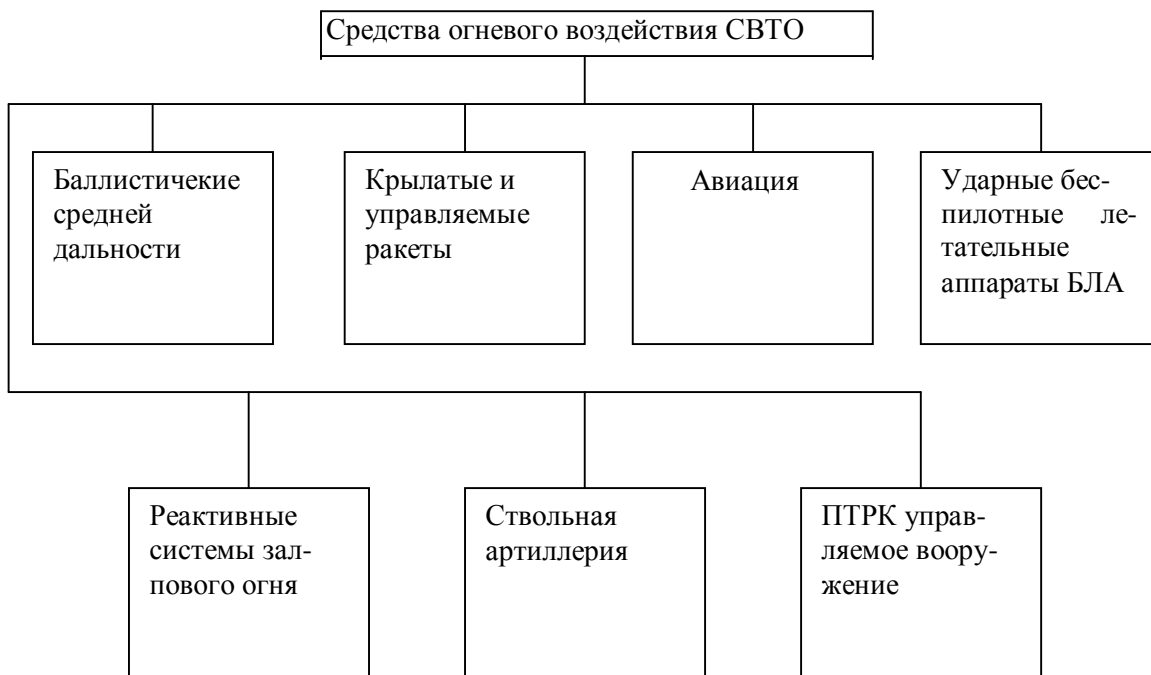 Средства огневого воздействия СВТО
Баллистичекие
средней
дальности
Крылатые и
управляемые
ракеты
Авиация
Ударные бес-
пилотные ле-
тательные
аппараты БЛА
Реактивные
системы зал-
пового огня
Ствольная
артиллерия
ПТРК управ-
ляемое воору-
жение